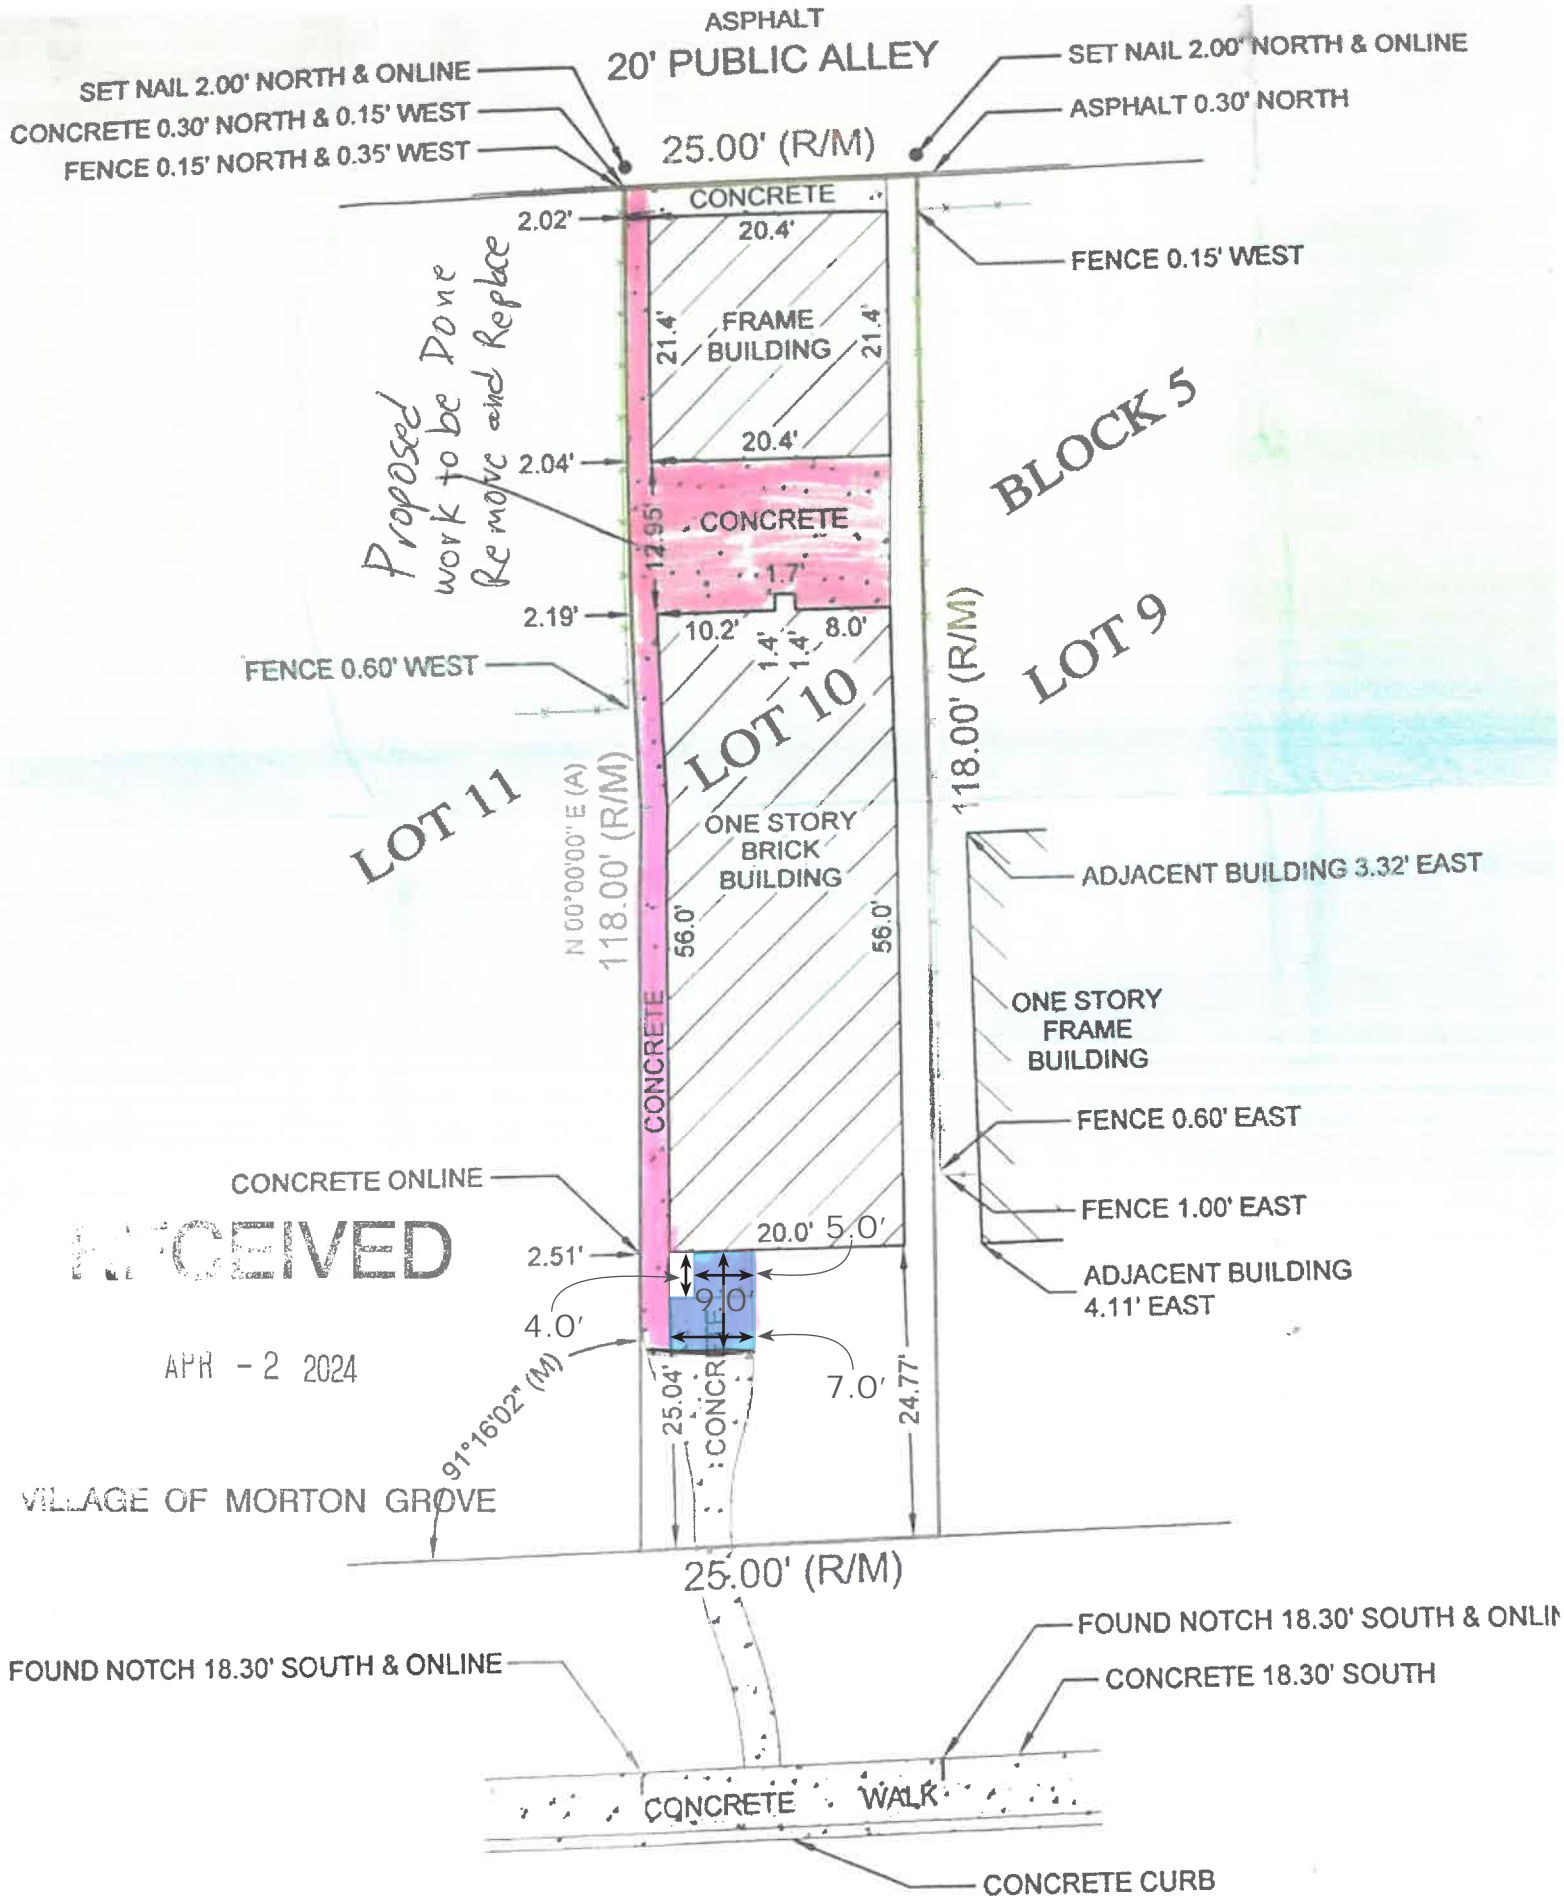 ASPHALT
20' PUBLIC ALLEY
SET NAIL 2.00' NORTH & ONLINE
CONCRETE 0.30' NORTH & 0.15' WEST
FENCE 0.15' NORTH & 0.35' WEST
SET NAIL 2.00' NORTH & ONLINE
ASPHALT 0.30' NORTH
25.00' (R/M)
CONCRETE
2.02'
20.4'
FENCE 0.15' WEST
Proposed
work to be Done
Remove and Replace
21.4'
FRAME
BUILDING
21.4'
20.4'
2.04'
BLOCK 5
12.95'
CONCRETE
1.7'
2.19'
10.2'
1.4'
1.4'
8.0'
118.00' (R/M)
LOT 9
FENCE 0.60' WEST
LOT 10
LOT 11
N 00°00'00" E (A)
118.00' (R/M)
ONE STORY
BRICK
BUILDING
56.0'
56.0'
ADJACENT BUILDING 3.32' EAST
CONCRETE
ONE STORY
FRAME
BUILDING
FENCE 0.60' EAST
CONCRETE ONLINE
FENCE 1.00' EAST
RECEIVED
2.51'
20.0'
5.0'
4.0'
9.0'
7.0'
ADJACENT BUILDING
4.11' EAST
APR - 2 2024
91°16'02" (M)
25.04'
CONCRETE
24.77'
VILLAGE OF MORTON GROVE
25.00' (R/M)
FOUND NOTCH 18.30' SOUTH & ONLINE
FOUND NOTCH 18.30' SOUTH & ONLIN
CONCRETE 18.30' SOUTH
CONCRETE WALK
CONCRETE CURB